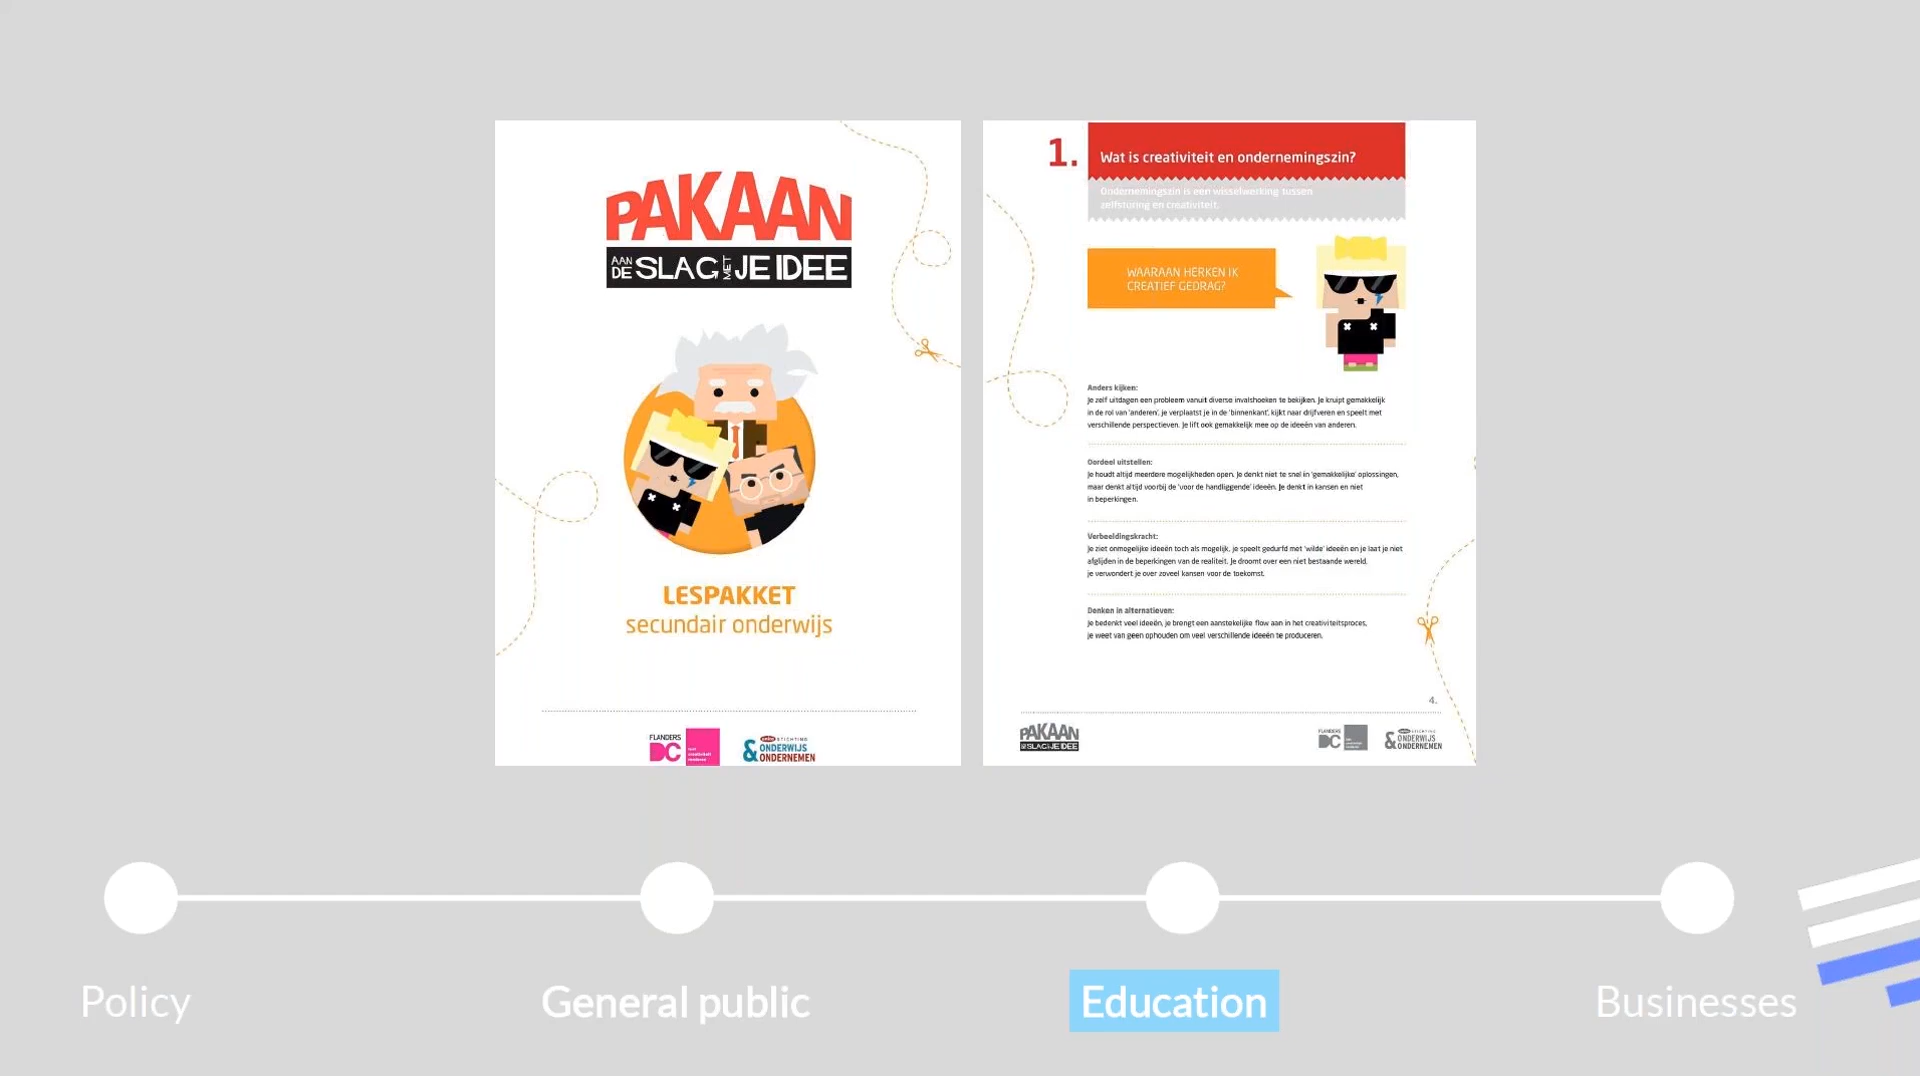 PAKAAN
AAN DE SLAG MET JE IDEE
LESPAKKET
secundair onderwijs
FLANDERS
DC
STICHTING
& ONDERWIJS
ONDERNEMEN
1.
Wat is creativiteit en ondernemingszin?
Ondernemingszin is een wisselwerking tussen
zelfsturing en creativiteit.
WAARAAN HERKEN IK
CREATIEF GEDRAG?
Anders kijken:
Je zelf uitdagen een probleem vanuit diverse invalshoeken te bekijken. Je kruipt gemakkelijk
in de rol van 'anderen', je verplaatst je in de 'binnenkant', kijkt naar drijfveren en speelt met
verschillende perspectieven. Je lift ook gemakkelijk mee op de ideeën van anderen.
Oordeel uitstellen:
Je houdt altijd meerdere mogelijkheden open. Je denkt niet te snel in 'gemakkelijke' oplossingen,
maar denkt altijd voorbij de 'voor de handliggende' ideeën. Je denkt in kansen en niet
in beperkingen.
Verbeeldingskracht:
Je ziet onmogelijke ideeën toch als mogelijk, je speelt gedurfd met 'wilde' ideeën en je laat je niet
afglijden in de beperkingen van de realiteit. Je droomt over een niet bestaande wereld,
je verwondert je over zoveel kansen voor de toekomst.
Denken in alternatieven:
Je bedenkt veel ideeën, je brengt een aanstekelijke flow aan in het creativiteitsproces,
je weet van geen ophouden om veel verschillende ideeën te produceren.
4.
PAKAAN
@SLAG JE IDEE
FLANDERS
DC
STICHTING
& ONDERWIJS
ONDERNEMEN
Policy
General public
Education
Businesses